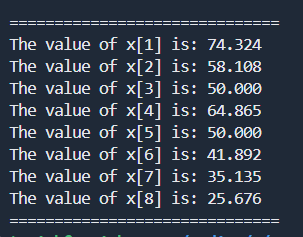 ==============================
The value of x[1] is: 74.324
The value of x[2] is: 58.108
The value of x[3] is: 50.000
The value of x[4] is: 64.865
The value of x[5] is: 50.000
The value of x[6] is: 41.892
The value of x[7] is: 35.135
The value of x[8] is: 25.676
==============================